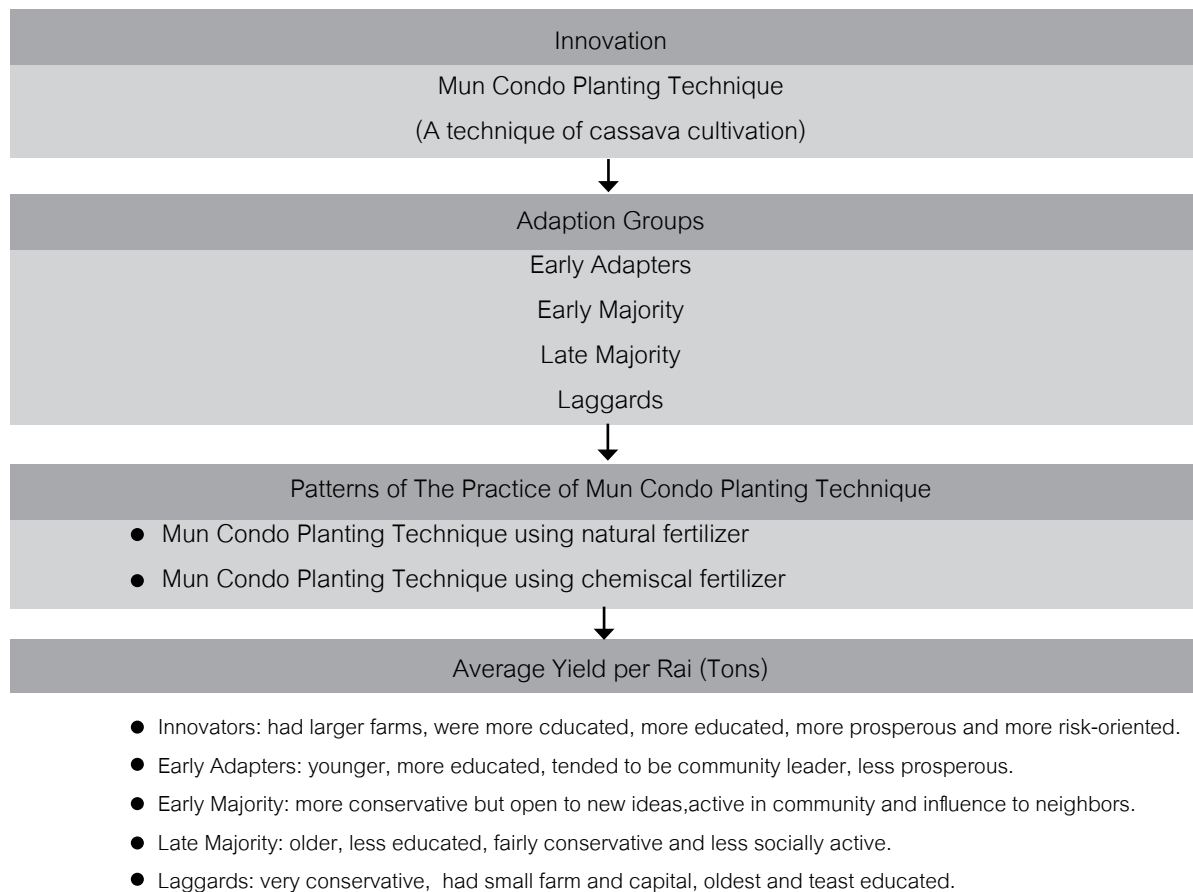 Innovation
Mun Condo Planting Technique
(A technique of cassava cultivation)
Adaption Groups
Early Adapters
Early Majority
Late Majority
Laggards
Patterns of The Practice of Mun Condo Planting Technique
● Mun Condo Planting Technique using natural fertilizer
● Mun Condo Planting Technique using chemiscal fertilizer
Average Yield per Rai (Tons)
● Innovators: had larger farms, were more cducated, more educated, more prosperous and more risk-oriented.
● Early Adapters: younger, more educated, tended to be community leader, less prosperous.
● Early Majority: more conservative but open to new ideas,active in community and influence to neighbors.
● Late Majority: older, less educated, fairly conservative and less socially active.
● Laggards: very conservative, had small farm and capital, oldest and teast educated.